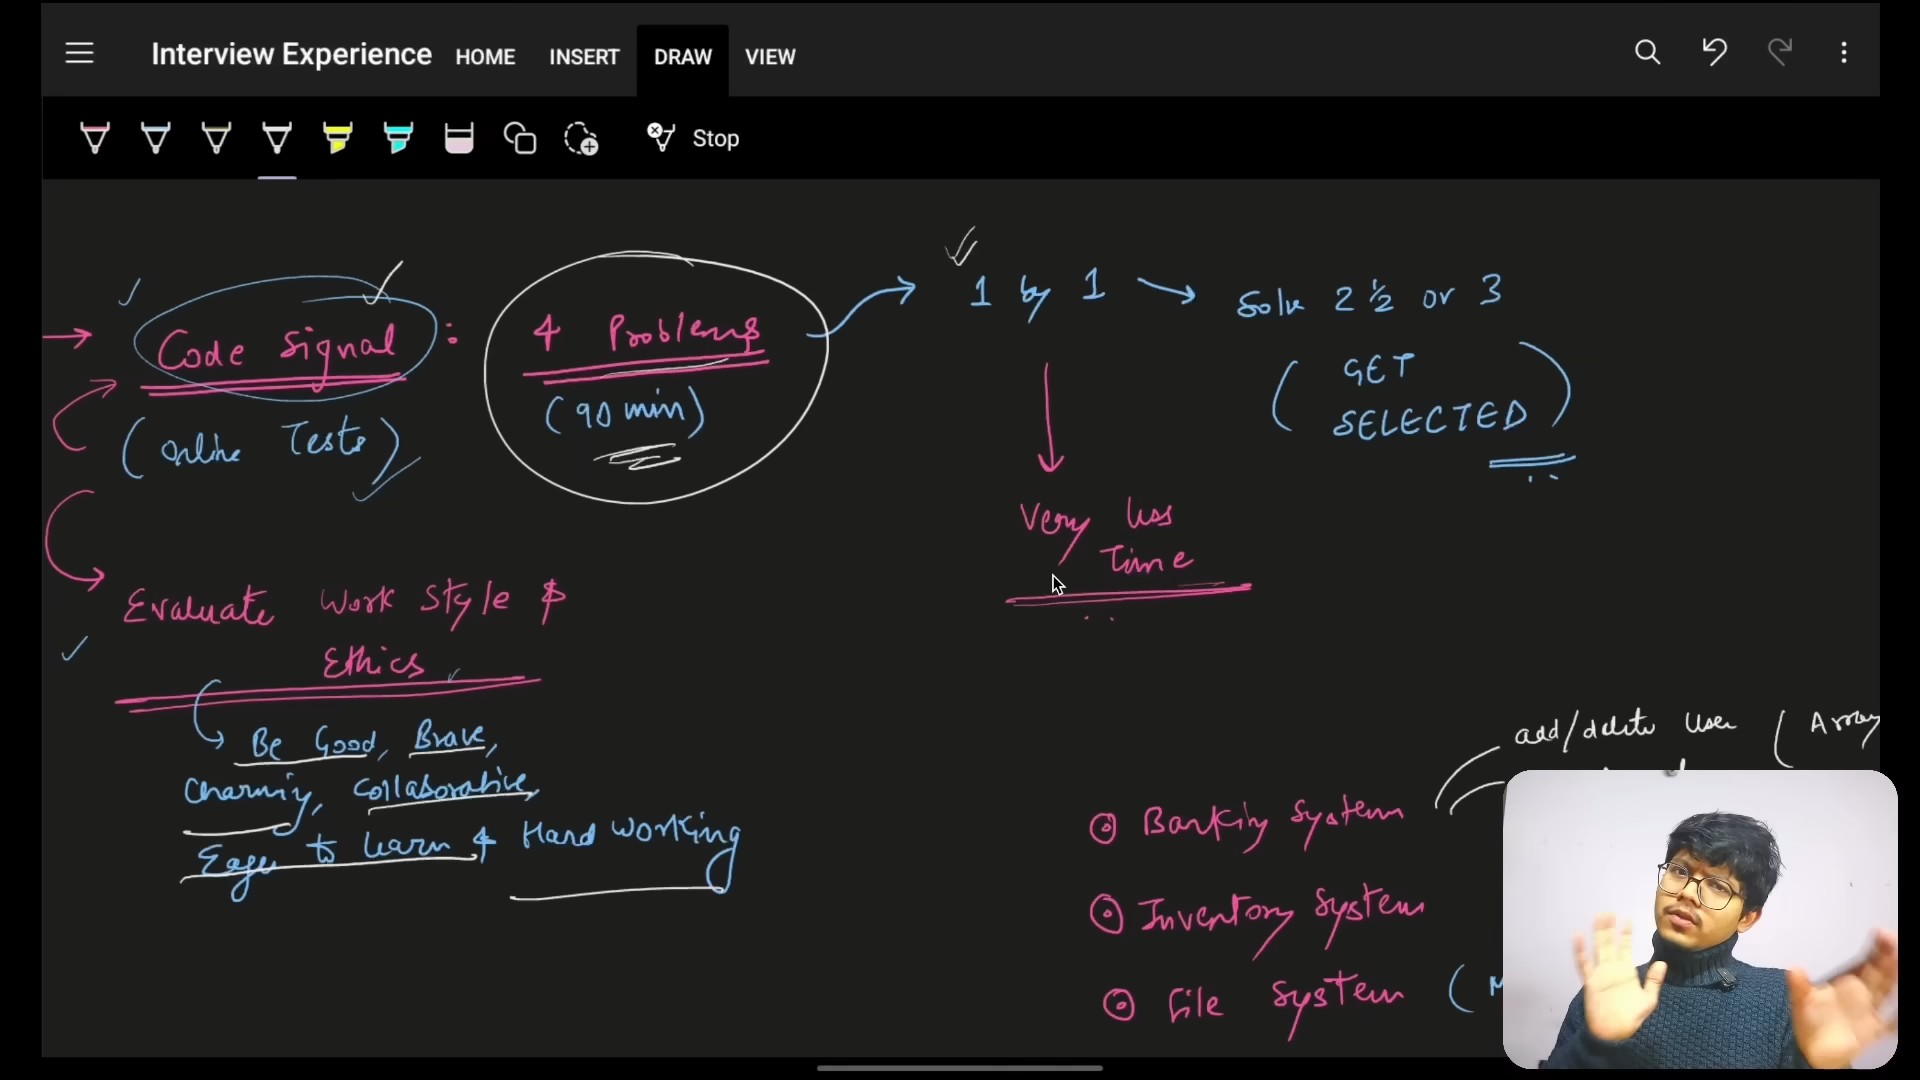 Interview Experience HOME INSERT DRAW VIEW
Stop
Code Signal :
(Online Tests)
4 Problems
(90 min)
1 by 1
Solve 2 ½ or 3
( GET
SELECTED )
Very less
Time
Evaluate Work Style &
Ethics
Be Good, Brave,
Charming, Collaborative,
Eager to learn & Hard Working
add/delete User ( Array
Banking System
Inventory System
File System (